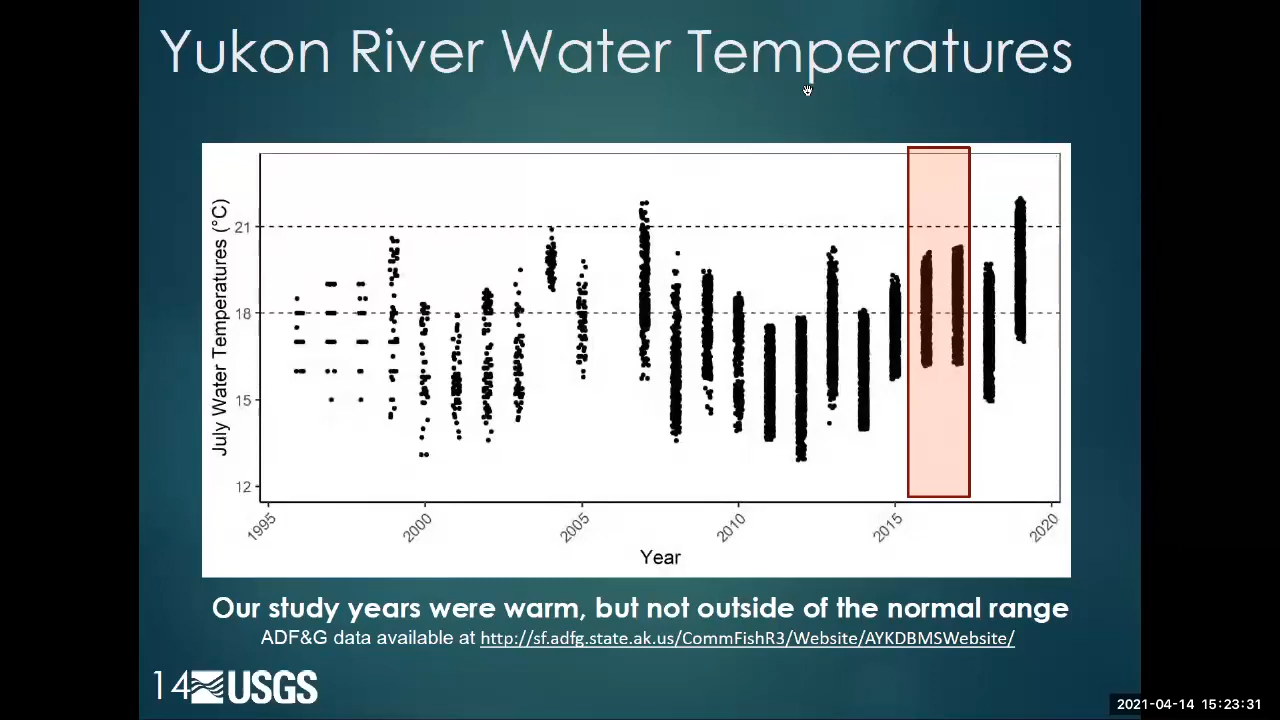 Yukon River Water Temperatures
July Water Temperatures (°C)
21
18
15
12
1995
2000
2005
2010
2015
2020
Year
Our study years were warm, but not outside of the normal range
ADF&G data available at http://sf.adfg.state.ak.us/CommFishR3/Website/AYKDBMSWebsite/
14 USGS
2021-04-14 15:23:31